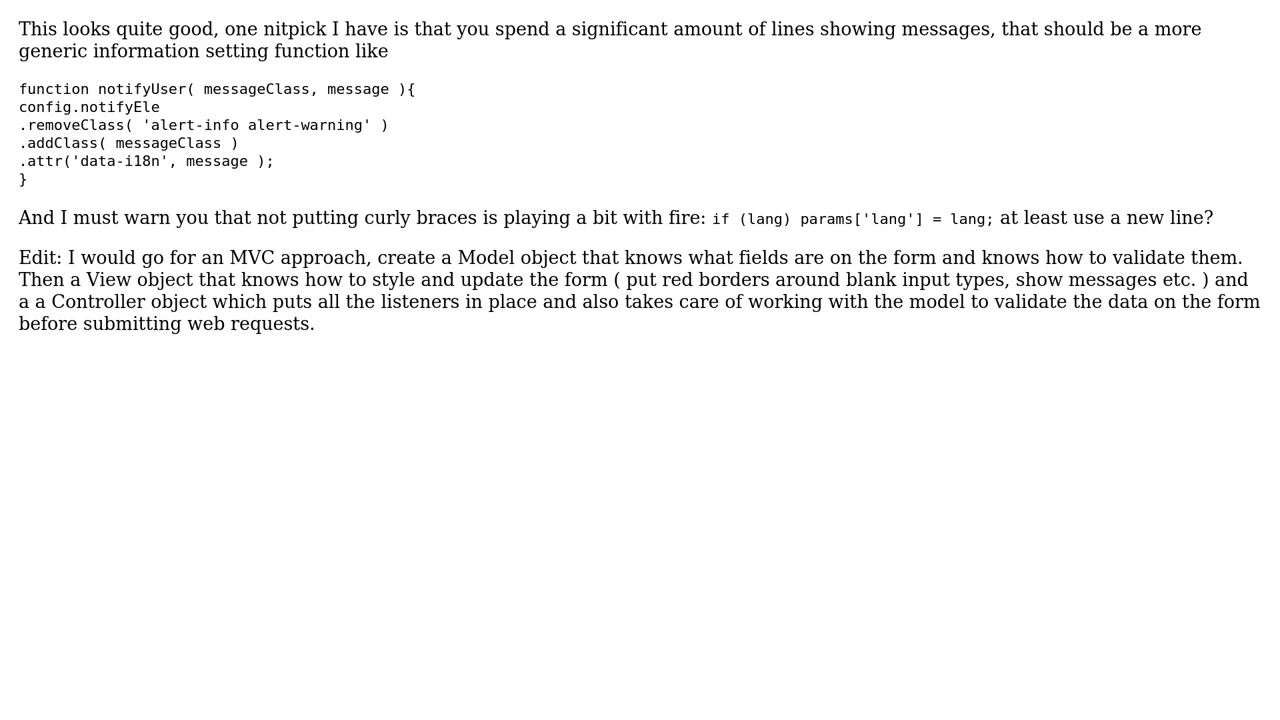 This looks quite good, one nitpick I have is that you spend a significant amount of lines showing messages, that should be a more
generic information setting function like
function notifyUser( messageClass, message ){
config.notifyEle
.removeClass( 'alert-info alert-warning' )
.addClass( messageClass )
.attr('data-i18n', message );
}
And I must warn you that not putting curly braces is playing a bit with fire: if (lang) params['lang'] = lang; at least use a new line?
Edit: I would go for an MVC approach, create a Model object that knows what fields are on the form and knows how to validate them.
Then a View object that knows how to style and update the form ( put red borders around blank input types, show messages etc. ) and
a a Controller object which puts all the listeners in place and also takes care of working with the model to validate the data on the form
before submitting web requests.